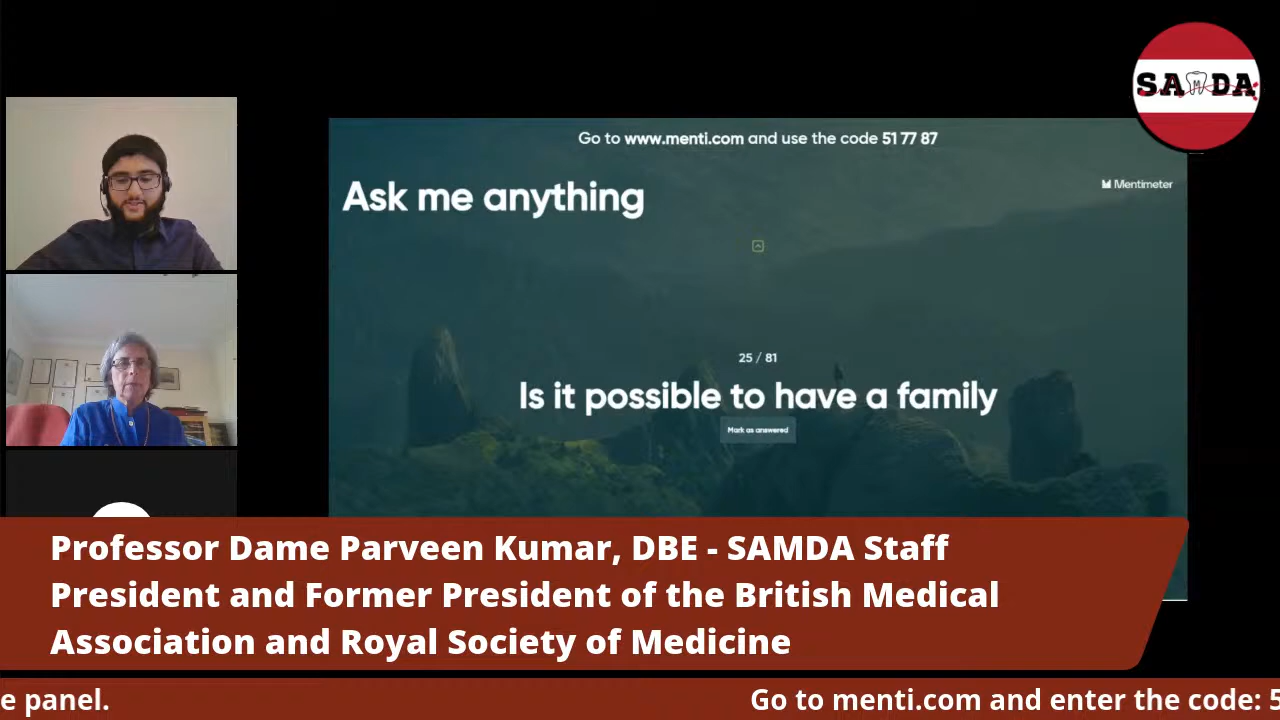 SAMDA
Go to www.menti.com and use the code 51 77 87
Mentimeter
Ask me anything
25 / 81
Is it possible to have a family
Mark as answered
Professor Dame Parveen Kumar, DBE - SAMDA Staff
President and Former President of the British Medical
Association and Royal Society of Medicine
e panel. Go to menti.com and enter the code: 5